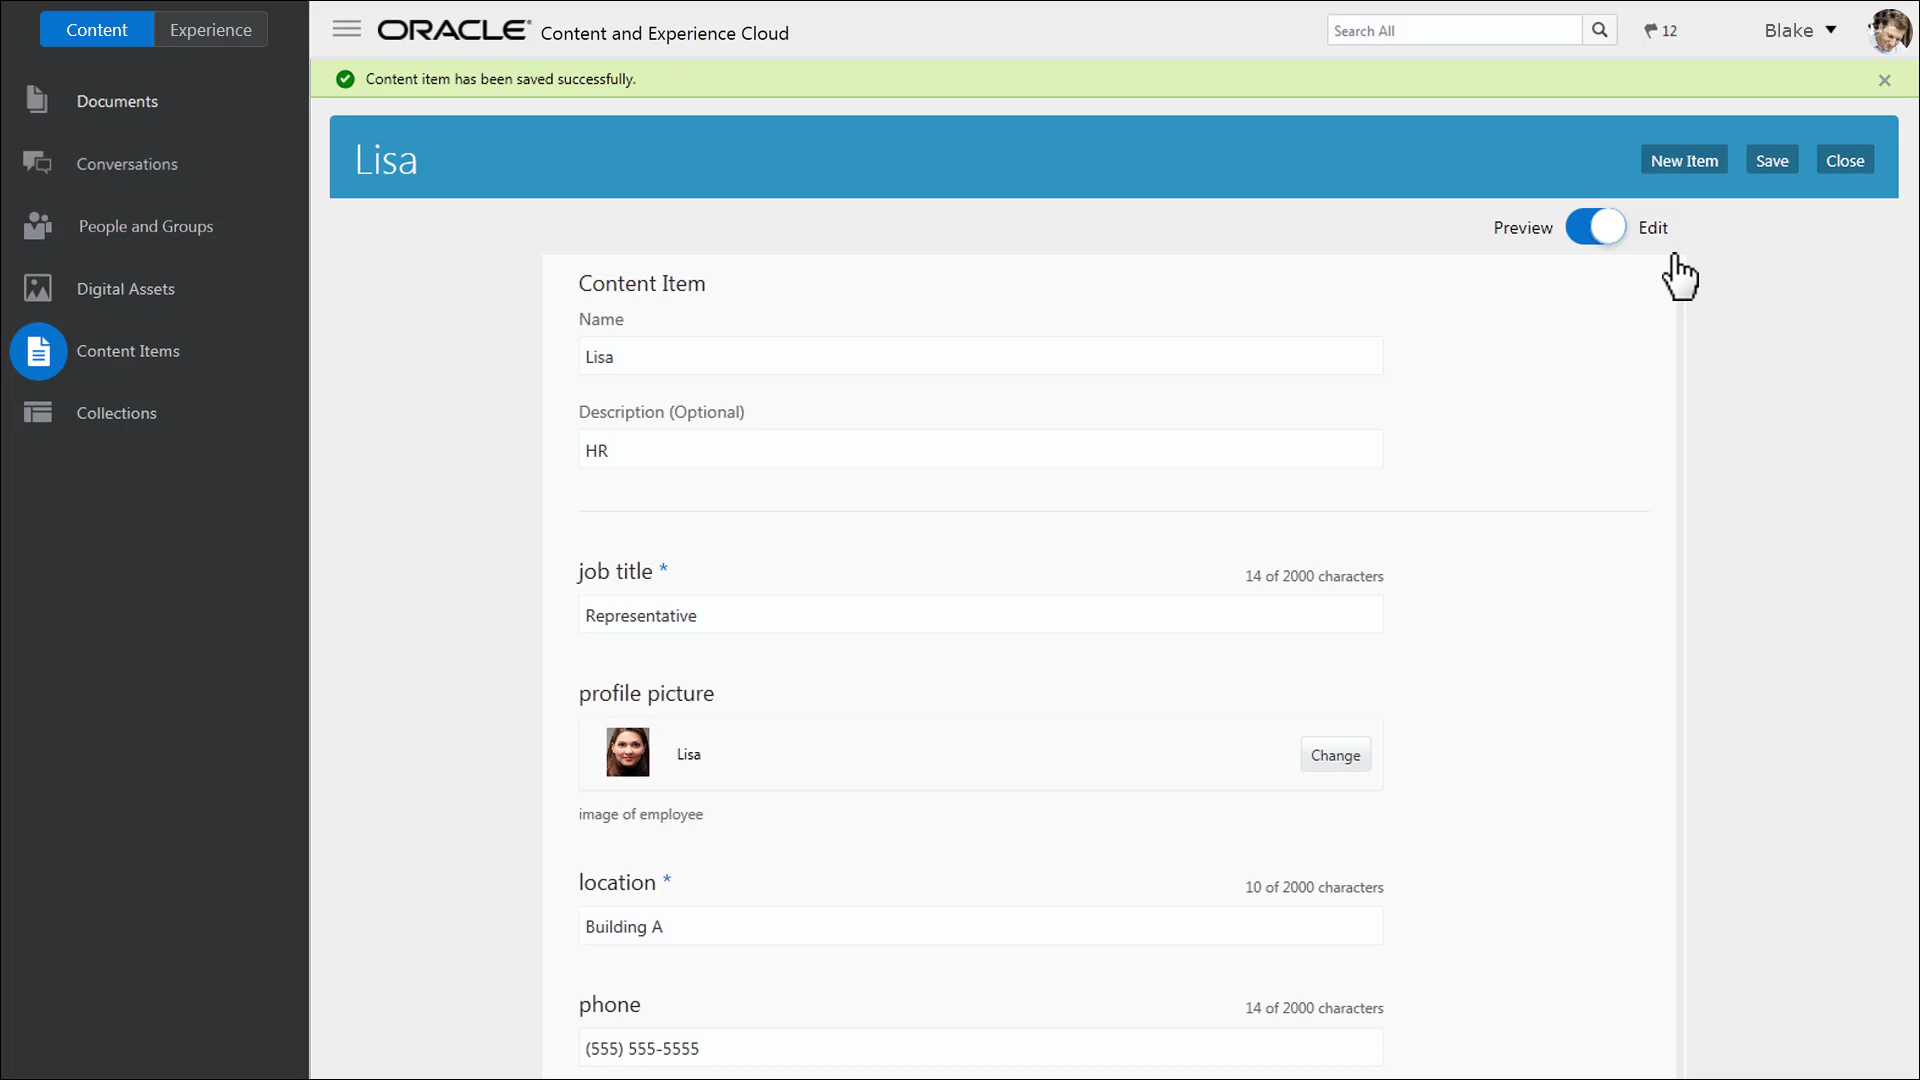 Content Experience
ORACLE® Content and Experience Cloud
Search All
12
Blake
Documents
Conversations
People and Groups
Digital Assets
Content Items
Collections
Content item has been saved successfully.
Lisa
New Item Save Close
Preview Edit
Content Item
Name
Lisa
Description (Optional)
HR
job title *
14 of 2000 characters
Representative
profile picture
Lisa
Change
image of employee
location *
10 of 2000 characters
Building A
phone
14 of 2000 characters
(555) 555-5555